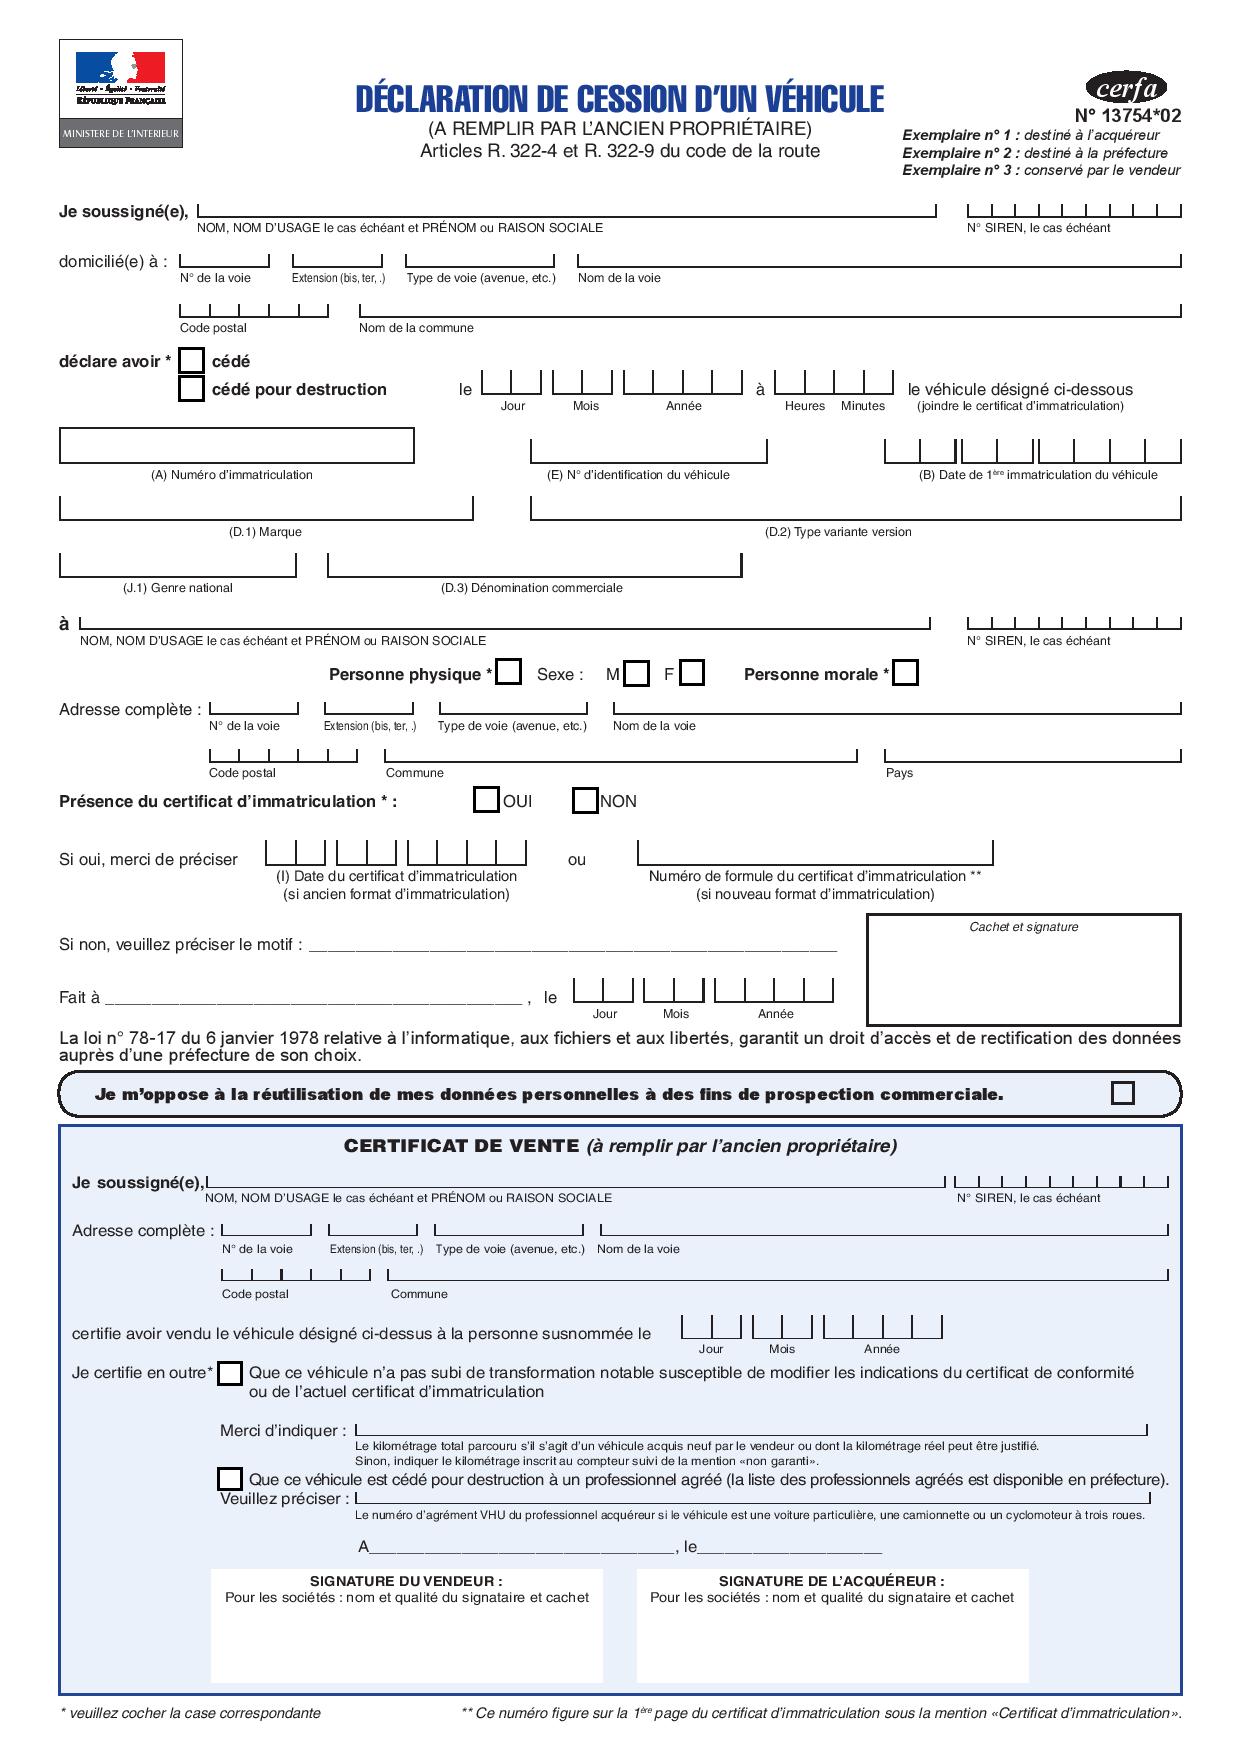 Liberté • Égalité • Fraternité
RÉPUBLIQUE FRANÇAISE
MINISTERE DE L'INTERIEUR
DÉCLARATION DE CESSION D'UN VÉHICULE
(A REMPLIR PAR L'ANCIEN PROPRIÉTAIRE)
Articles R. 322-4 et R. 322-9 du code de la route
cerfa
N° 13754*02
Exemplaire n° 1 : destiné à l'acquéreur
Exemplaire n° 2 : destiné à la préfecture
Exemplaire n° 3 : conservé par le vendeur
Je soussigné(e),
NOM, NOM D'USAGE le cas échéant et PRÉNOM ou RAISON SOCIALE N° SIREN, le cas échéant
domicilié(e) à :
N° de la voie Extension (bis, ter, .) Type de voie (avenue, etc.) Nom de la voie
Code postal Nom de la commune
déclare avoir * cédé
cédé pour destruction le à le véhicule désigné ci-dessous
Jour Mois Année Heures Minutes (joindre le certificat d'immatriculation)
(A) Numéro d'immatriculation (E) N° d'identification du véhicule (B) Date de 1ère immatriculation du véhicule
(D.1) Marque (D.2) Type variante version
(J.1) Genre national (D.3) Dénomination commerciale
à
NOM, NOM D'USAGE le cas échéant et PRÉNOM ou RAISON SOCIALE N° SIREN, le cas échéant
Personne physique * Sexe : M F Personne morale *
Adresse complète :
N° de la voie Extension (bis, ter, .) Type de voie (avenue, etc.) Nom de la voie
Code postal Commune Pays
Présence du certificat d'immatriculation * : OUI NON
Si oui, merci de préciser ou
(I) Date du certificat d'immatriculation Numéro de formule du certificat d'immatriculation **
(si ancien format d'immatriculation) (si nouveau format d'immatriculation)
Cachet et signature
Si non, veuillez préciser le motif :
Fait à , le
Jour Mois Année
La loi n° 78-17 du 6 janvier 1978 relative à l'informatique, aux fichiers et aux libertés, garantit un droit d'accès et de rectification des données
auprès d'une préfecture de son choix.
Je m'oppose à la réutilisation de mes données personnelles à des fins de prospection commerciale.
CERTIFICAT DE VENTE (à remplir par l'ancien propriétaire)
Je soussigné(e),
NOM, NOM D'USAGE le cas échéant et PRÉNOM ou RAISON SOCIALE N° SIREN, le cas échéant
Adresse complète :
N° de la voie Extension (bis, ter, .) Type de voie (avenue, etc.) Nom de la voie
Code postal Commune
certifie avoir vendu le véhicule désigné ci-dessus à la personne susnommée le
Jour Mois Année
Je certifie en outre* Que ce véhicule n'a pas subi de transformation notable susceptible de modifier les indications du certificat de conformité
ou de l'actuel certificat d'immatriculation
Merci d'indiquer :
Le kilométrage total parcouru s'il s'agit d'un véhicule acquis neuf par le vendeur ou dont la kilométrage réel peut être justifié.
Sinon, indiquer le kilométrage inscrit au compteur suivi de la mention «non garanti».
Que ce véhicule est cédé pour destruction à un professionnel agréé (la liste des professionnels agréés est disponible en préfecture).
Veuillez préciser :
Le numéro d'agrément VHU du professionnel acquéreur si le véhicule est une voiture particulière, une camionnette ou un cyclomoteur à trois roues.
A , le
SIGNATURE DU VENDEUR : SIGNATURE DE L'ACQUÉREUR :
Pour les sociétés : nom et qualité du signataire et cachet Pour les sociétés : nom et qualité du signataire et cachet
* veuillez cocher la case correspondante ** Ce numéro figure sur la 1ère page du certificat d'immatriculation sous la mention «Certificat d'immatriculation».